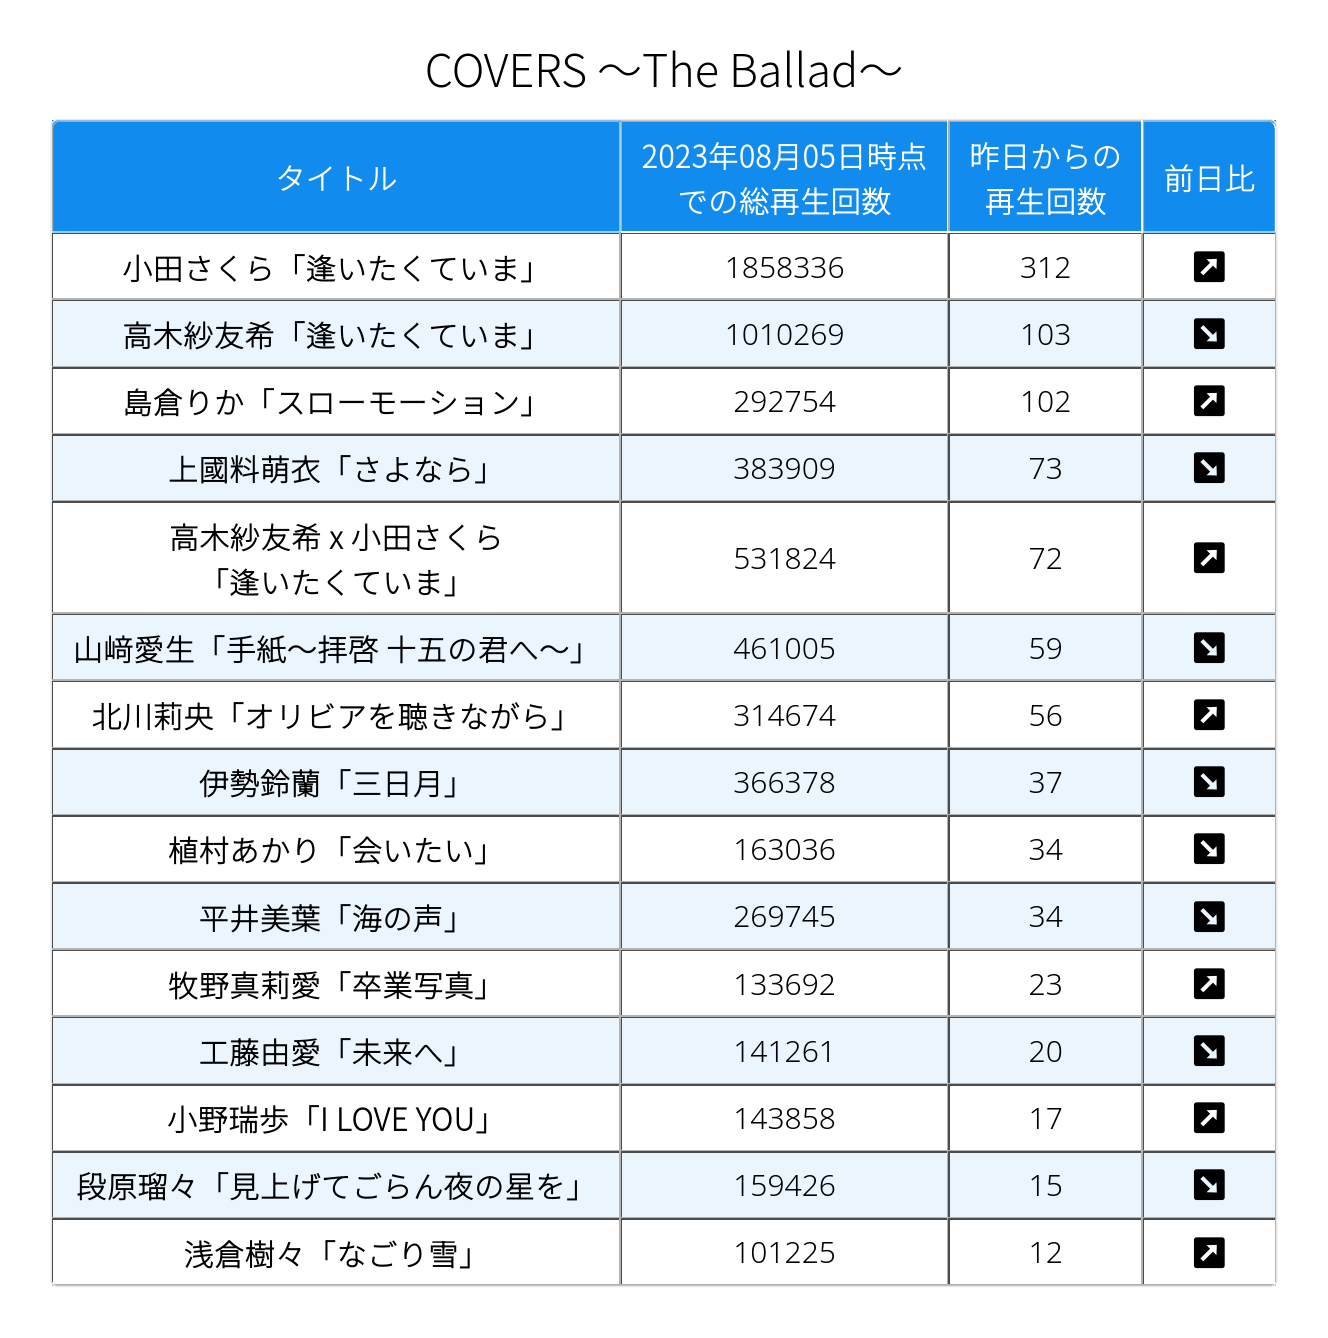 COVERS ～The Ballad～
タイトル
2023年08月05日時点
での総再生回数
昨日からの
再生回数
前日比
小田さくら「逢いたくていま」 1858336 312 ↗
高木紗友希「逢いたくていま」 1010269 103 ↘
島倉りか「スローモーション」 292754 102 ↗
上國料萌衣「さよなら」 383909 73 ↘
高木紗友希 x 小田さくら
「逢いたくていま」 531824 72 ↗
山﨑愛生「手紙～拝啓 十五の君へ～」 461005 59 ↘
北川莉央「オリビアを聴きながら」 314674 56 ↗
伊勢鈴蘭「三日月」 366378 37 ↘
植村あかり「会いたい」 163036 34 ↘
平井美葉「海の声」 269745 34 ↘
牧野真莉愛「卒業写真」 133692 23 ↗
工藤由愛「未来へ」 141261 20 ↘
小野瑞歩「I LOVE YOU」 143858 17 ↗
段原瑠々「見上げてごらん夜の星を」 159426 15 ↘
浅倉樹々「なごり雪」 101225 12 ↗